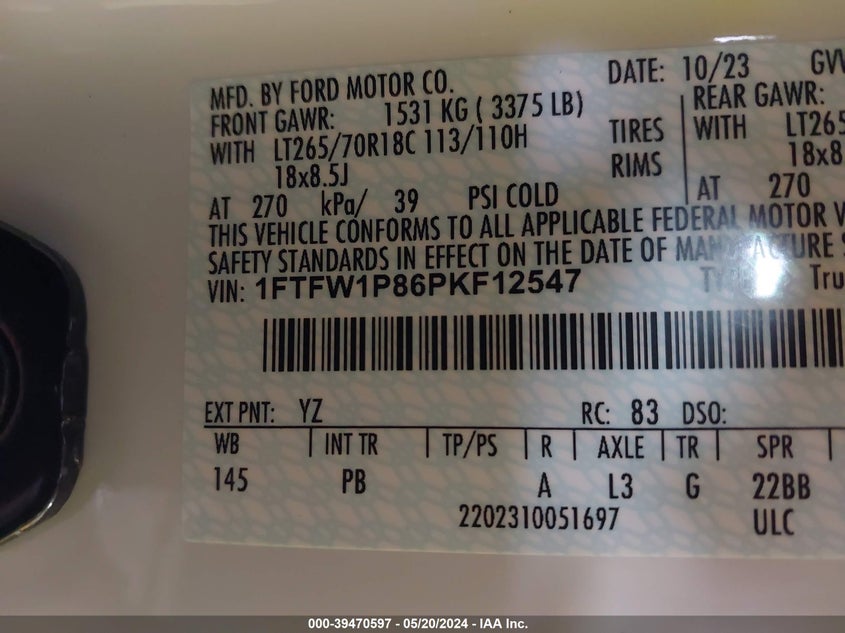 MFD. BY FORD MOTOR CO.
DATE: 10/23
FRONT GAWR: 1531 KG ( 3375 LB)
REAR GAWR:
WITH LT265/70R18C 113/110H TIRES
WITH
18x8.5J RIMS
AT 270 kPa/ 39 PSI COLD
AT 270
THIS VEHICLE CONFORMS TO ALL APPLICABLE FEDERAL MOTOR
SAFETY STANDARDS IN EFFECT ON THE DATE OF MANUFACTURE
VIN: 1FTFW1P86PKF12547
EXT PNT: YZ RC: 83 DSO:
WB INT TR TP/PS R AXLE TR SPR
145 PB A L3 G 22BB
2202310051697 ULC
000-39470597 - 05/20/2024 - IAA Inc.